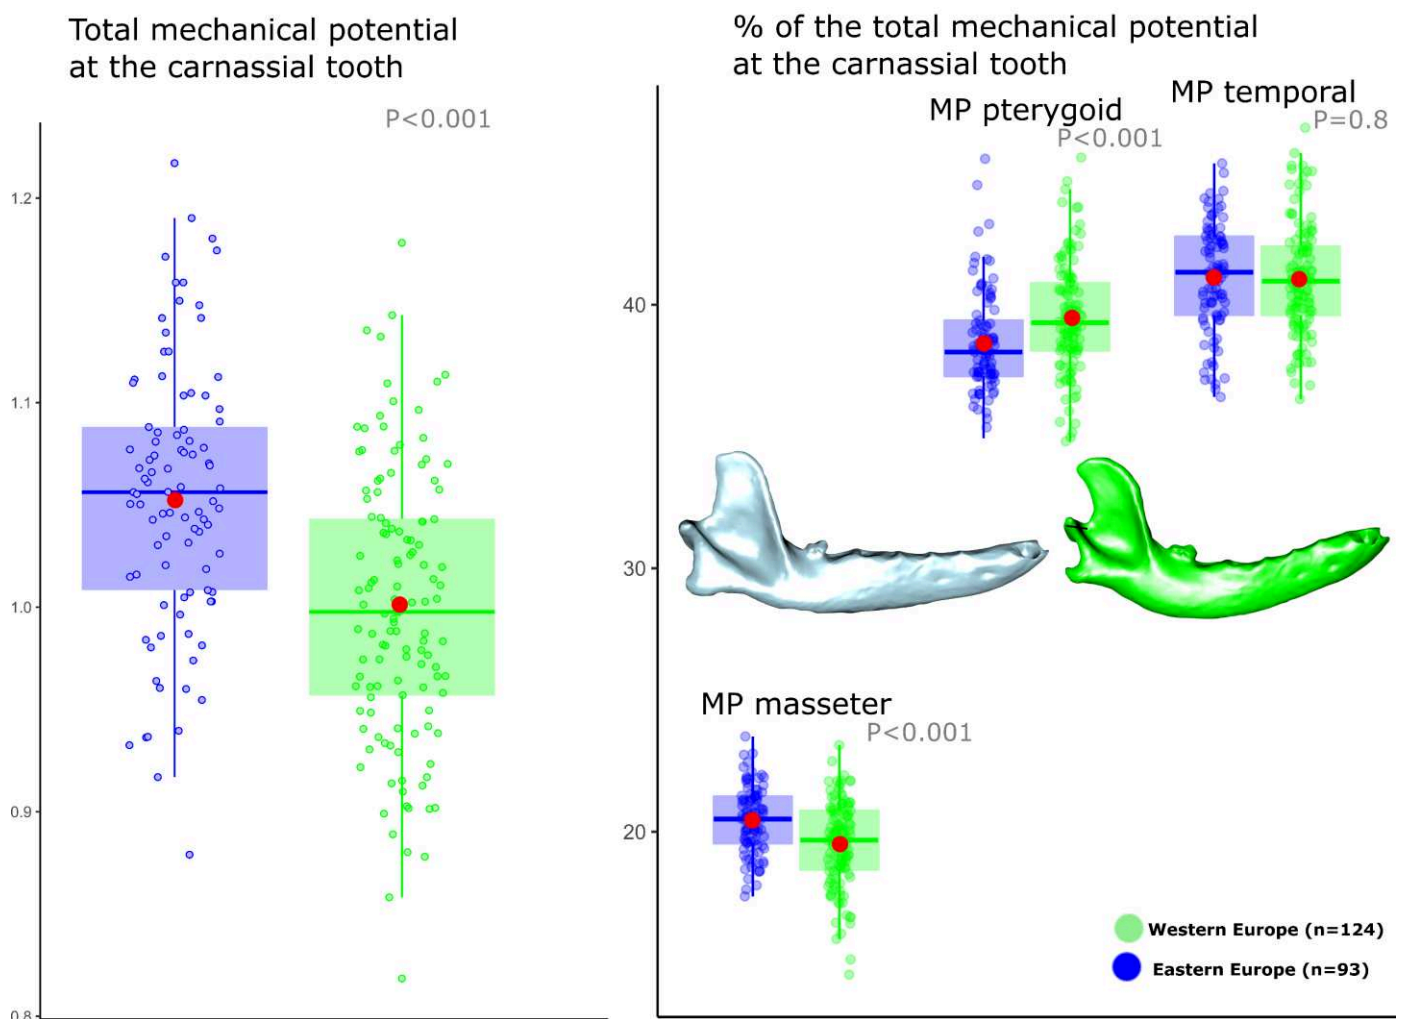 Total mechanical potential
at the carnassial tooth
P<0.001
1.2
1.1
1.0
0.9
0.8
% of the total mechanical potential
at the carnassial tooth
MP pterygoid
P<0.001
MP temporal
P=0.8
40
30
20
MP masseter
P<0.001
Western Europe (n=124)
Eastern Europe (n=93)